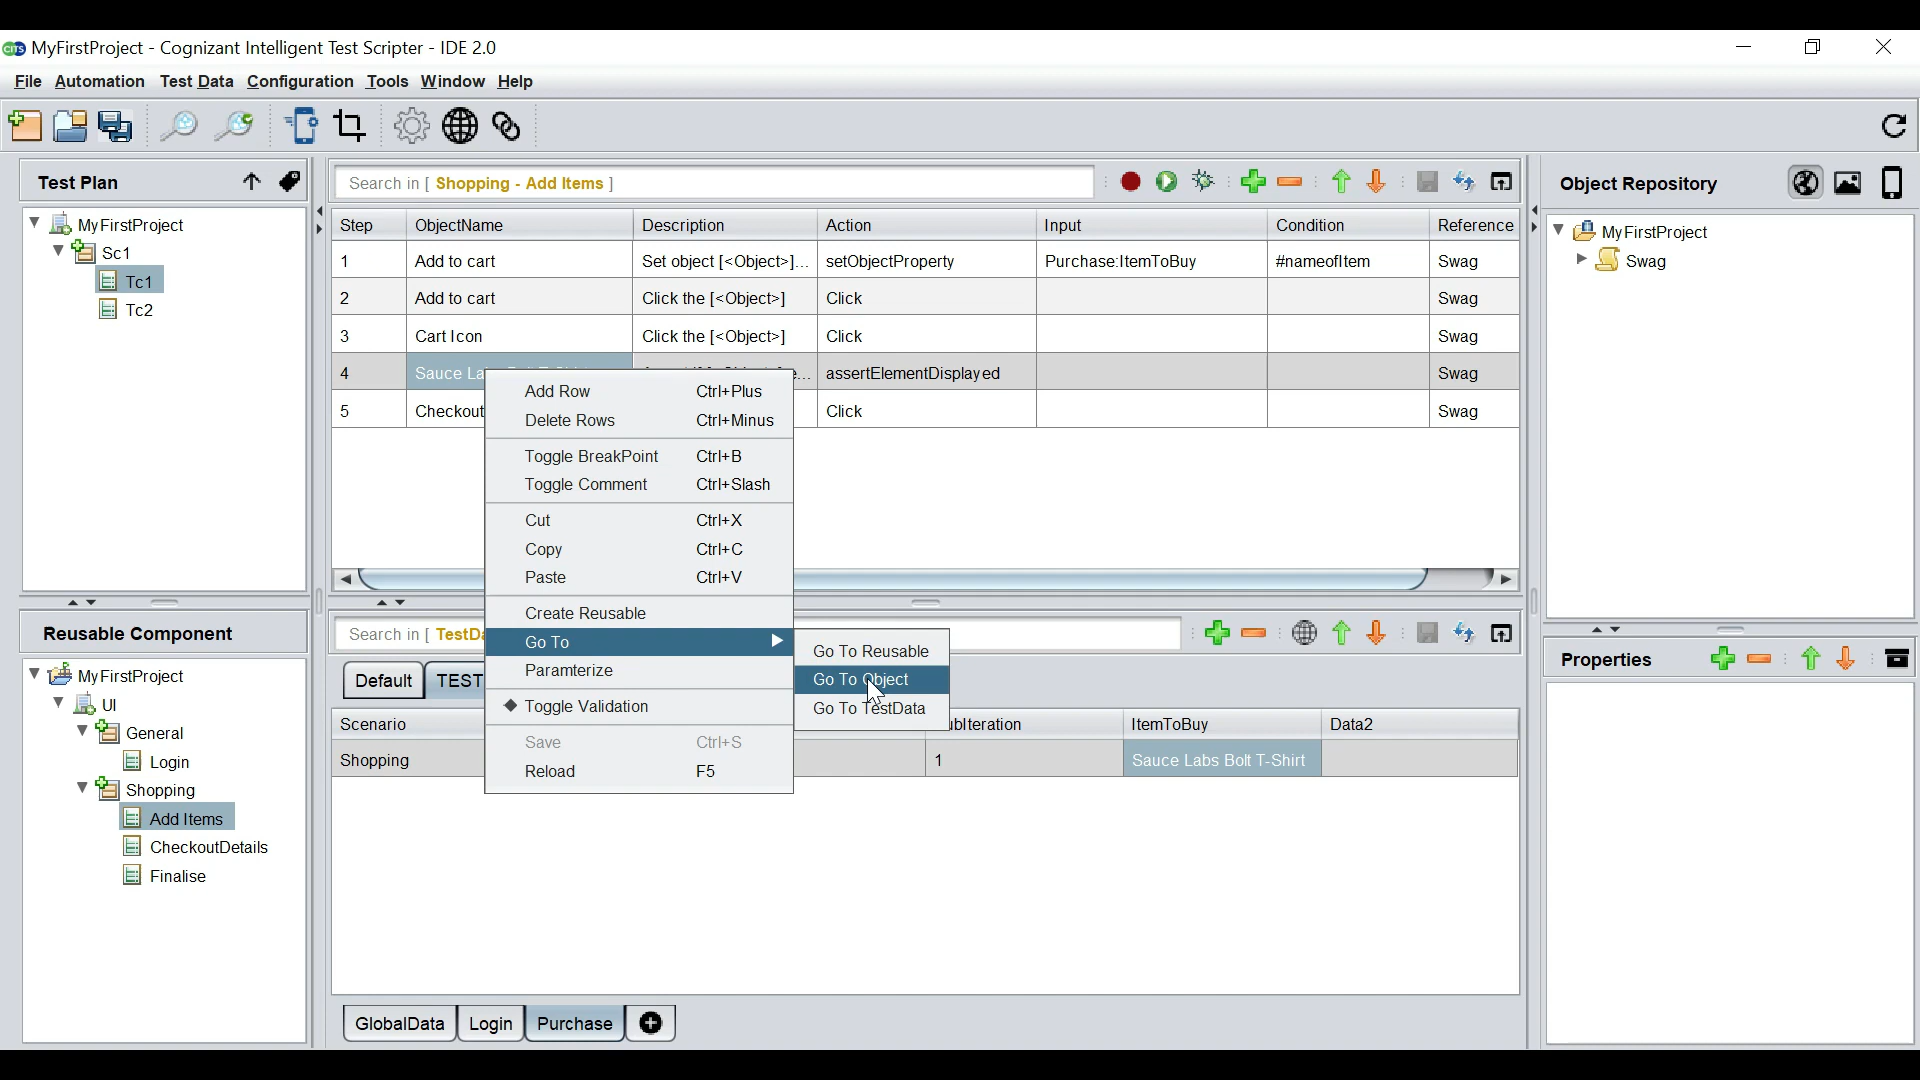 MyFirstProject - Cognizant Intelligent Test Scripter - IDE 2.0
File Automation Test Data Configuration Tools Window Help
Test Plan
MyFirstProject
Sc1
Tc1
Tc2
Reusable Component
MyFirstProject
UI
General
Login
Shopping
Add Items
CheckoutDetails
Finalise
Search in [ Shopping - Add Items ]
Step ObjectName Description Action Input Condition Reference
1 Add to cart Set object [<Object>]... setObjectProperty Purchase:ItemToBuy #nameofItem Swag
2 Add to cart Click the [<Object>] Click Swag
3 Cart Icon Click the [<Object>] Click Swag
4 Sauce La assertElementDisplayed Swag
5 Checkout Click Swag
Add Row Ctrl+Plus
Delete Rows Ctrl+Minus
Toggle BreakPoint Ctrl+B
Toggle Comment Ctrl+Slash
Cut Ctrl+X
Copy Ctrl+C
Paste Ctrl+V
Create Reusable
Go To
Paramterize
Toggle Validation
Save Ctrl+S
Reload F5
Go To Reusable
Go To Object
Go To TestData
Search in [ TestDa
Default TEST
Scenario ubIteration ItemToBuy Data2
Shopping 1 Sauce Labs Bolt T-Shirt
GlobalData Login Purchase
Object Repository
MyFirstProject
Swag
Properties